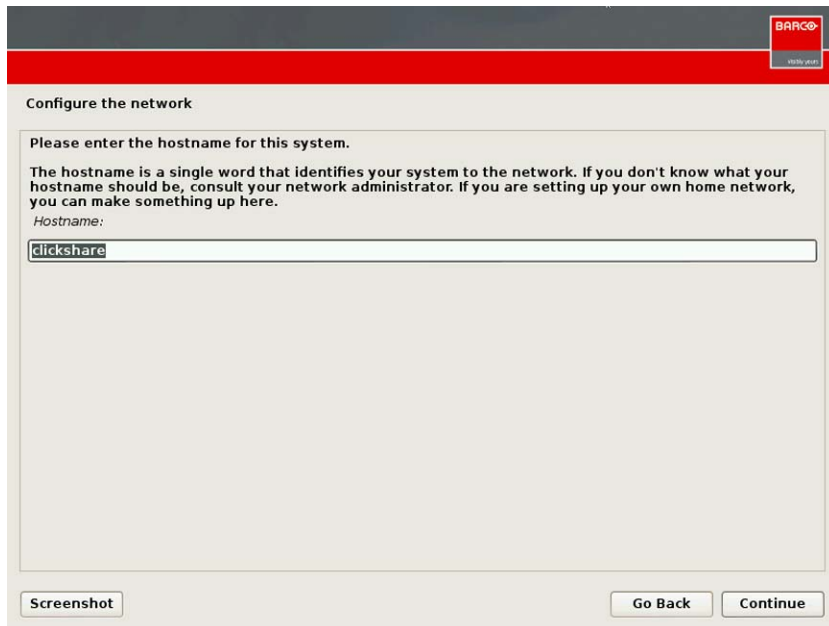 BARCO
Visibly yours
Configure the network
Please enter the hostname for this system.
The hostname is a single word that identifies your system to the network. If you don't know what your
hostname should be, consult your network administrator. If you are setting up your own home network,
you can make something up here.
Hostname:
clickshare
Screenshot
Go Back
Continue